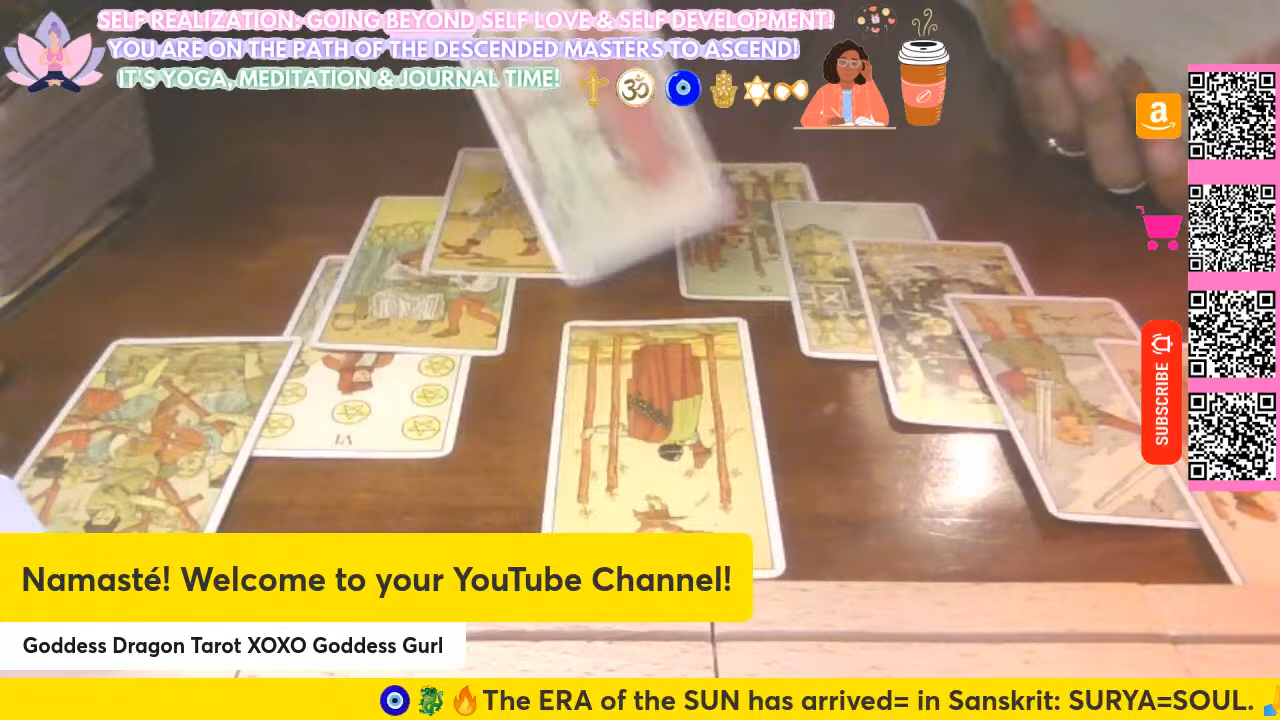 SELF REALIZATION: GOING BEYOND SELF LOVE & SELF DEVELOPMENT!
YOU ARE ON THE PATH OF THE DESCENDED MASTERS TO ASCEND!
IT'S YOGA, MEDITATION & JOURNAL TIME!
ॐ
a
SUBSCRIBE
VI
Namasté! Welcome to your YouTube Channel!
Goddess Dragon Tarot XOXO Goddess Gurl
The ERA of the SUN has arrived= in Sanskrit: SURYA=SOUL.